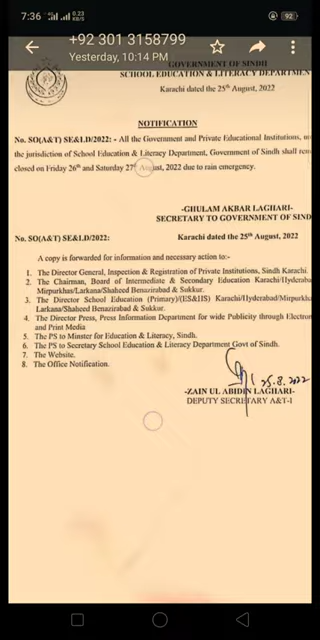 7:36
0.23
KB/S
92
+92 301 3158799
Yesterday, 10:14 PM
GOVERNMENT OF SINDH
SCHOOL EDUCATION & LITERACY DEPARTMEN
Karachi dated the 25th August, 2022
NOTIFICATION
No. SO(A&T) SE&LD/2022: - All the Government and Private Educational Institutions,
the jurisdiction of School Education & Literacy Department, Government of Sindh shall
closed on Friday 26th and Saturday 27th August, 2022 due to rain emergency.
-GHULAM AKBAR LAGHARI-
SECRETARY TO GOVERNMENT OF SIND
No. SO(A&T) SE&LD/2022: Karachi dated the 25th August, 2022
A copy is forwarded for information and necessary action to:-
1. The Director General, Inspection & Registration of Private Institutions, Sindh Karachi.
2. The Chairman, Board of Intermediate & Secondary Education Karachi/Hyderaba
Mirpurkhas/Larkana/Shaheed Benazirabad & Sukkur.
3. The Director School Education (Primary)/(ES&HS) Karachi/Hyderabad/Mirpurkh
Larkana/Shaheed Benazirabad & Sukkur.
4. The Director Press, Press Information Department for wide Publicity through Electron
and Print Media
5. The PS to Minster for Education & Literacy, Sindh.
6. The PS to Secretary School Education & Literacy Department Govt of Sindh.
7. The Website.
8. The Office Notification.
25.8.2022
-ZAIN UL ABIDIN LAGHARI-
DEPUTY SECRETARY A&T-I